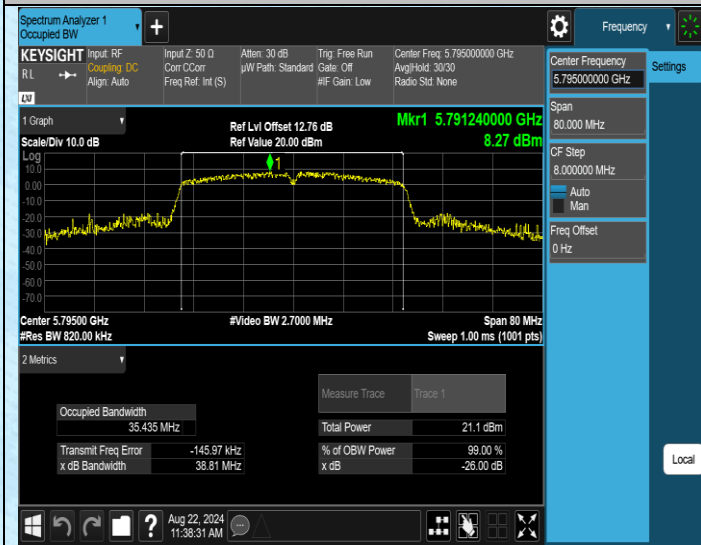 Spectrum Analyzer 1
Occupied BW
Frequency
KEYSIGHT
RL
LXI
Input: RF
Coupling: DC
Align: Auto
Input Z: 50 Ω
Corr CCorr
Freq Ref: Int (S)
Atten: 30 dB
µW Path: Standard
Trig: Free Run
Gate: Off
#IF Gain: Low
Center Freq: 5.795000000 GHz
Avg|Hold: 30/30
Radio Std: None
Center Frequency
5.795000000 GHz
Settings
Span
80.000 MHz
CF Step
8.000000 MHz
Auto
Man
Freq Offset
0 Hz
Local
1 Graph
Scale/Div 10.0 dB
Ref Lvl Offset 12.76 dB
Ref Value 20.00 dBm
Mkr1 5.791240000 GHz
8.27 dBm
Log
1
10.0
0.00
-10.0
-20.0
-30.0
-40.0
-50.0
-60.0
-70.0
Center 5.79500 GHz
#Res BW 820.00 kHz
#Video BW 2.7000 MHz
Span 80 MHz
Sweep 1.00 ms (1001 pts)
2 Metrics
Measure Trace
Trace 1
Occupied Bandwidth
35.435 MHz
Total Power
21.1 dBm
Transmit Freq Error
-145.97 kHz
% of OBW Power
99.00 %
x dB Bandwidth
38.81 MHz
x dB
-26.00 dB
?
Aug 22, 2024
11:38:31 AM